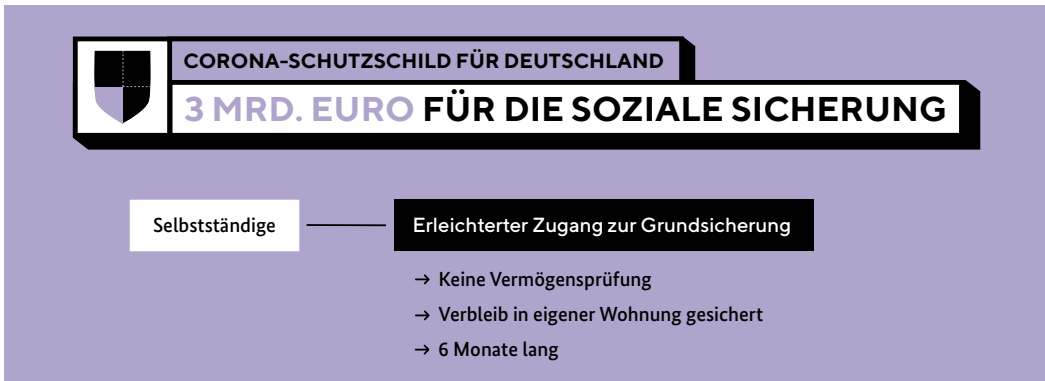 CORONA-SCHUTZSCHILD FÜR DEUTSCHLAND
3 MRD. EURO FÜR DIE SOZIALE SICHERUNG
Selbstständige
Erleichterter Zugang zur Grundsicherung
→ Keine Vermögensprüfung
→ Verbleib in eigener Wohnung gesichert
→ 6 Monate lang